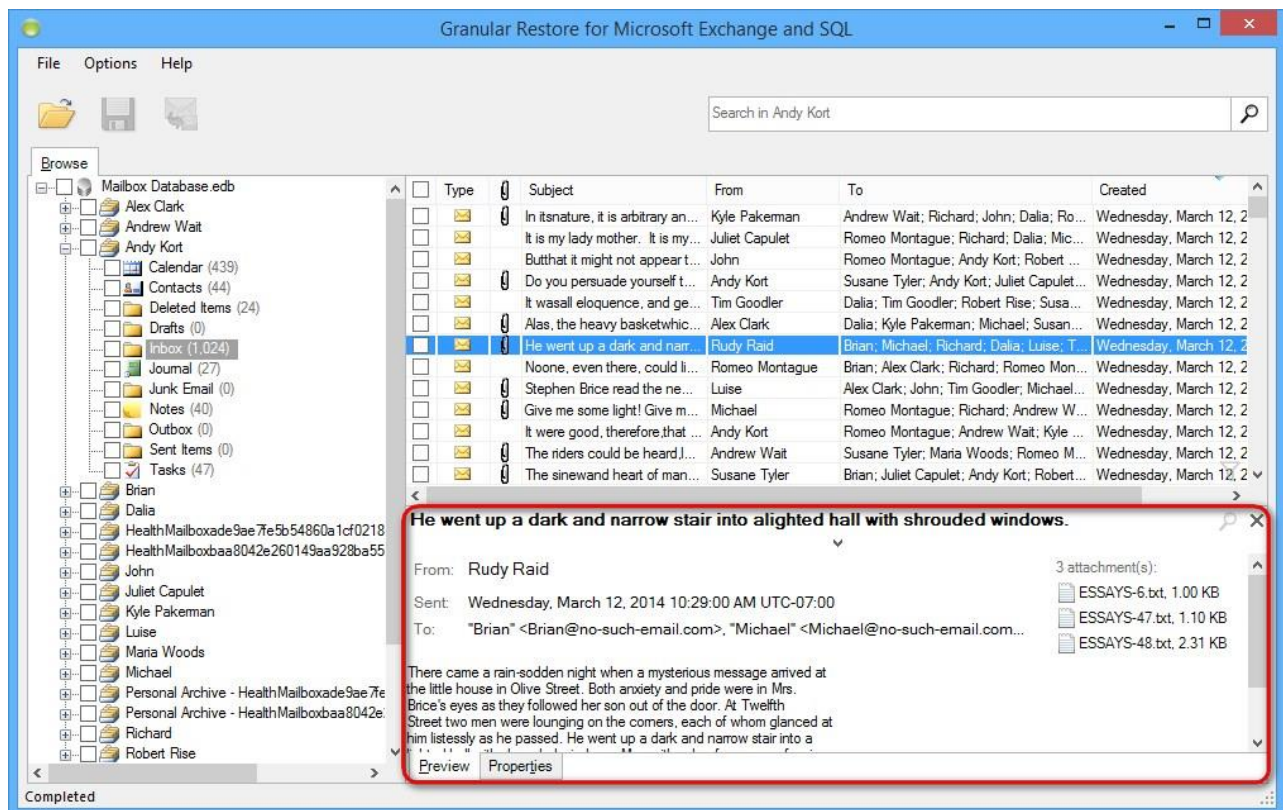 Granular Restore for Microsoft Exchange and SQL
File Options Help
Search in Andy Kort
Browse
Mailbox Database.edb
Alex Clark
Andrew Wait
Andy Kort
Calendar (439)
Contacts (44)
Deleted Items (24)
Drafts (0)
Inbox (1,024)
Journal (27)
Junk Email (0)
Notes (40)
Outbox (0)
Sent Items (0)
Tasks (47)
Brian
Dalia
HealthMailboxade9ae7fe5b54860a1cf0218
HealthMailboxbaa8042e260149aa928ba55
John
Juliet Capulet
Kyle Pakerman
Luise
Maria Woods
Michael
Personal Archive - HealthMailboxade9ae7fe
Personal Archive - HealthMailboxbaa8042e
Richard
Robert Rise
Type Subject From To Created
In itsnature, it is arbitrary an... Kyle Pakerman Andrew Wait; Richard; John; Dalia; Ro... Wednesday, March 12, 2
It is my lady mother. It is my... Juliet Capulet Romeo Montague; Richard; Dalia; Mic... Wednesday, March 12, 2
Butthat it might not appear t... John Romeo Montague; Andy Kort; Robert ... Wednesday, March 12, 2
Do you persuade yourself t... Andy Kort Susane Tyler; Andy Kort; Juliet Capulet... Wednesday, March 12, 2
It wasall eloquence, and ge... Tim Goodler Dalia; Tim Goodler; Robert Rise; Susa... Wednesday, March 12, 2
Alas, the heavy basketwhic... Alex Clark Dalia; Kyle Pakerman; Michael; Susan... Wednesday, March 12, 2
He went up a dark and narr... Rudy Raid Brian; Michael; Richard; Dalia; Luise; T... Wednesday, March 12, 2
Noone, even there, could li... Romeo Montague Brian; Alex Clark; Richard; Romeo Mon... Wednesday, March 12, 2
Stephen Brice read the ne... Luise Alex Clark; John; Tim Goodler; Michael... Wednesday, March 12, 2
Give me some light! Give m... Michael Romeo Montague; Richard; Andrew W... Wednesday, March 12, 2
It were good, therefore,that ... Andy Kort Romeo Montague; Andrew Wait; Kyle ... Wednesday, March 12, 2
The riders could be heard,I... Andrew Wait Susane Tyler; Maria Woods; Romeo M... Wednesday, March 12, 2
The sinewand heart of man... Susane Tyler Brian; Juliet Capulet; Andy Kort; Robert... Wednesday, March 12, 2
He went up a dark and narrow stair into alighted hall with shrouded windows.
From: Rudy Raid
Sent: Wednesday, March 12, 2014 10:29:00 AM UTC-07:00
To: "Brian" <Brian@no-such-email.com>, "Michael" <Michael@no-such-email.com...
3 attachment(s):
ESSAYS-6.txt, 1.00 KB
ESSAYS-47.txt, 1.10 KB
ESSAYS-48.txt, 2.31 KB
There came a rain-sodden night when a mysterious message arrived at
the little house in Olive Street. Both anxiety and pride were in Mrs.
Brice's eyes as they followed her son out of the door. At Twelfth
Street two men were lounging on the corners, each of whom glanced at
him listessly as he passed. He went up a dark and narrow stair into a
Preview Properties
Completed